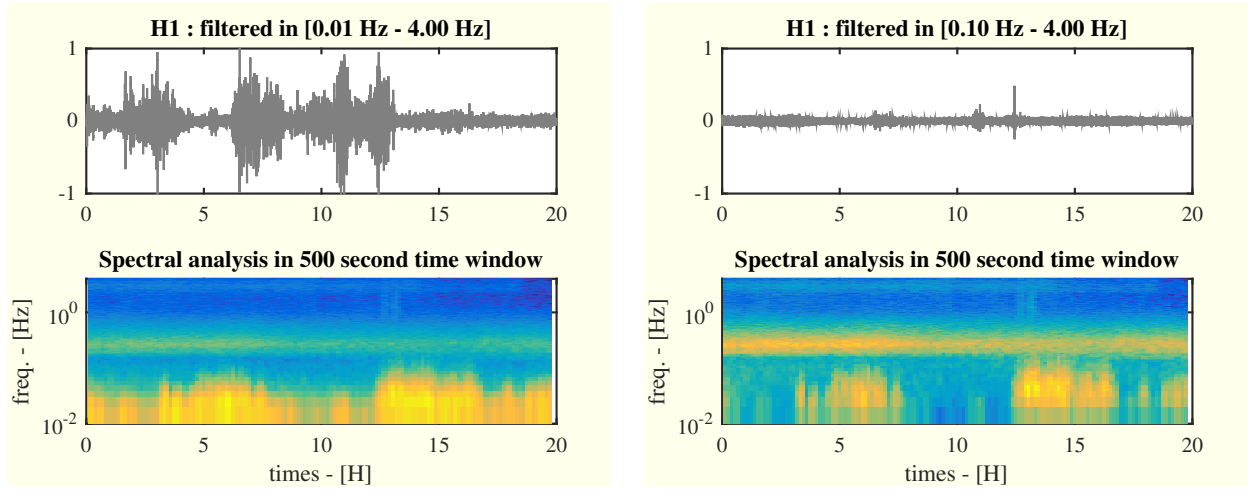 H1 : filtered in [0.01 Hz - 4.00 Hz]
1
0
-1
0 5 10 15 20
Spectral analysis in 500 second time window
freq. - [Hz]
10^0
10^-2
0 5 10 15 20
times - [H]
H1 : filtered in [0.10 Hz - 4.00 Hz]
1
0
-1
0 5 10 15 20
Spectral analysis in 500 second time window
freq. - [Hz]
10^0
10^-2
0 5 10 15 20
times - [H]